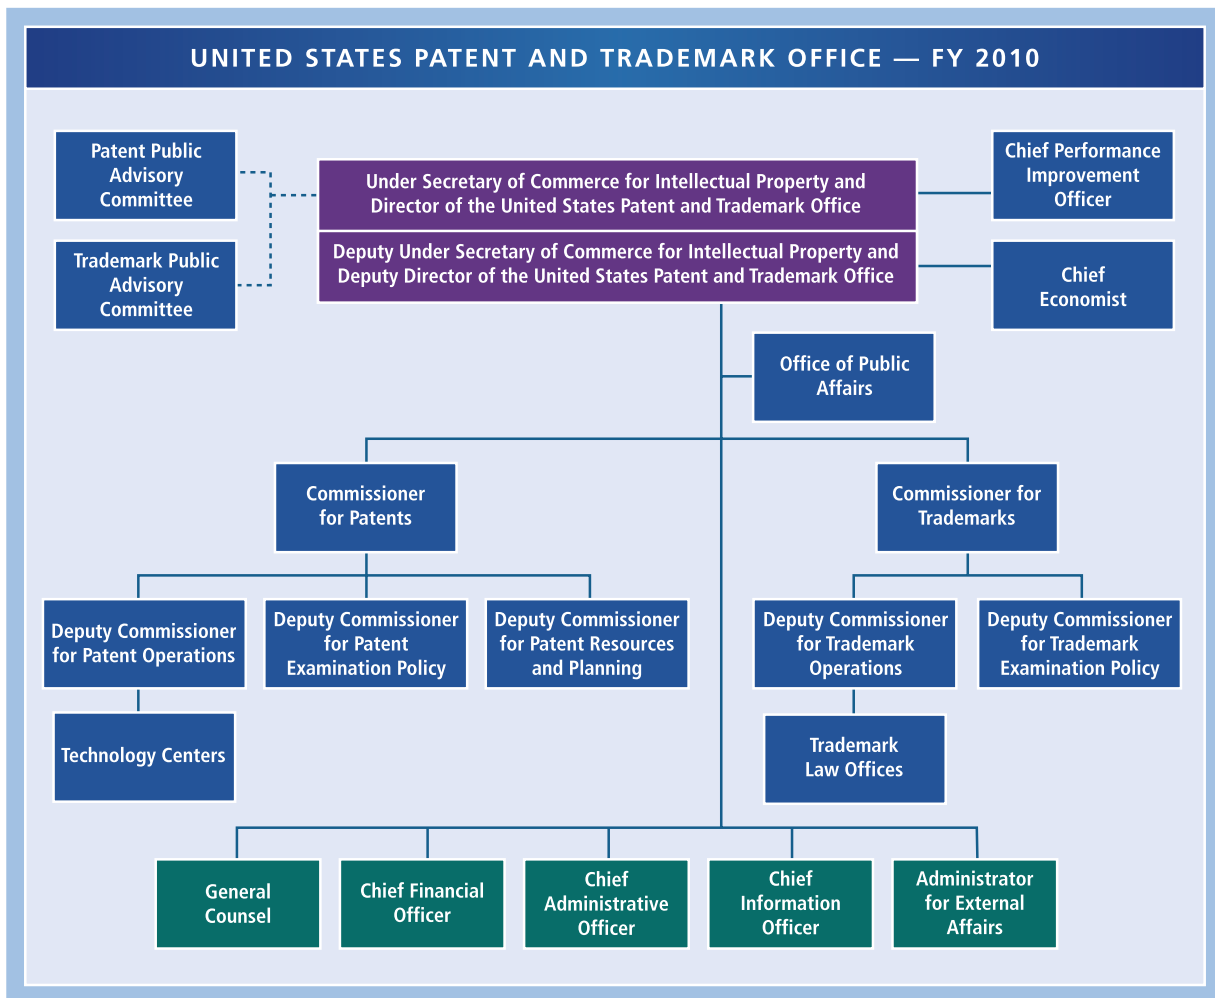 UNITED STATES PATENT AND TRADEMARK OFFICE — FY 2010
Patent Public
Advisory
Committee
Trademark Public
Advisory
Committee
Under Secretary of Commerce for Intellectual Property and
Director of the United States Patent and Trademark Office
Deputy Under Secretary of Commerce for Intellectual Property and
Deputy Director of the United States Patent and Trademark Office
Chief Performance
Improvement
Officer
Chief
Economist
Office of Public
Affairs
Commissioner
for Patents
Commissioner for
Trademarks
Deputy Commissioner
for Patent Operations
Deputy Commissioner
for Patent
Examination Policy
Deputy Commissioner
for Patent Resources
and Planning
Deputy Commissioner
for Trademark
Operations
Deputy Commissioner
for Trademark
Examination Policy
Technology Centers
Trademark
Law Offices
General
Counsel
Chief Financial
Officer
Chief
Administrative
Officer
Chief
Information
Officer
Administrator
for External
Affairs